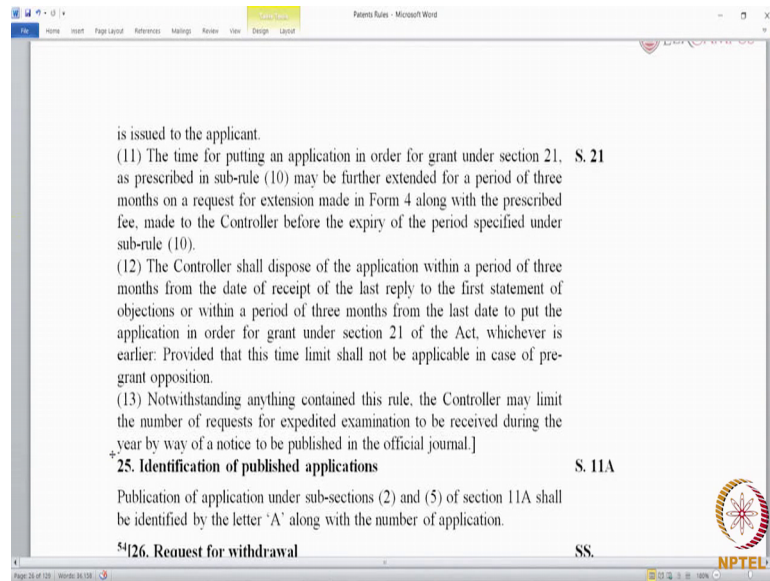 Patents Rules - Microsoft Word
File Home Insert Page Layout References Mailings Review View Design Layout
is issued to the applicant.
(11) The time for putting an application in order for grant under section 21, S. 21
as prescribed in sub-rule (10) may be further extended for a period of three
months on a request for extension made in Form 4 along with the prescribed
fee, made to the Controller before the expiry of the period specified under
sub-rule (10).
(12) The Controller shall dispose of the application within a period of three
months from the date of receipt of the last reply to the first statement of
objections or within a period of three months from the last date to put the
application in order for grant under section 21 of the Act, whichever is
earlier: Provided that this time limit shall not be applicable in case of pre-
grant opposition.
(13) Notwithstanding anything contained this rule, the Controller may limit
the number of requests for expedited examination to be received during the
year by way of a notice to be published in the official journal.]
25. Identification of published applications S. 11A
Publication of application under sub-sections (2) and (5) of section 11A shall
be identified by the letter ‘A’ along with the number of application.
54[26. Request for withdrawal SS.
NPTEL
Page: 26 of 129 Words: 36,158 100%